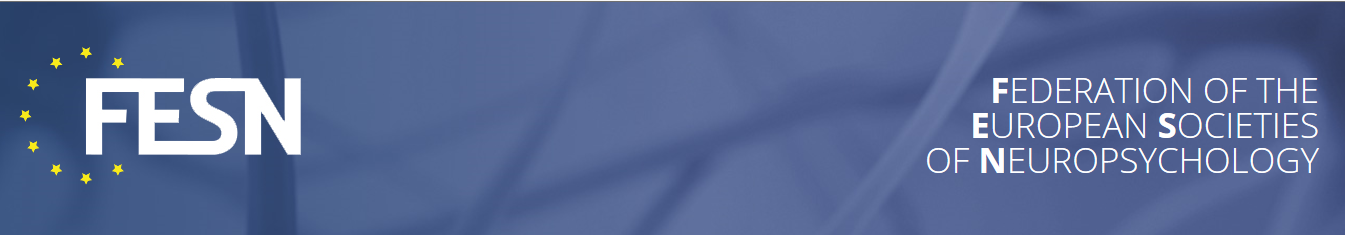 FESN
FEDERATION OF THE
EUROPEAN SOCIETIES
OF NEUROPSYCHOLOGY